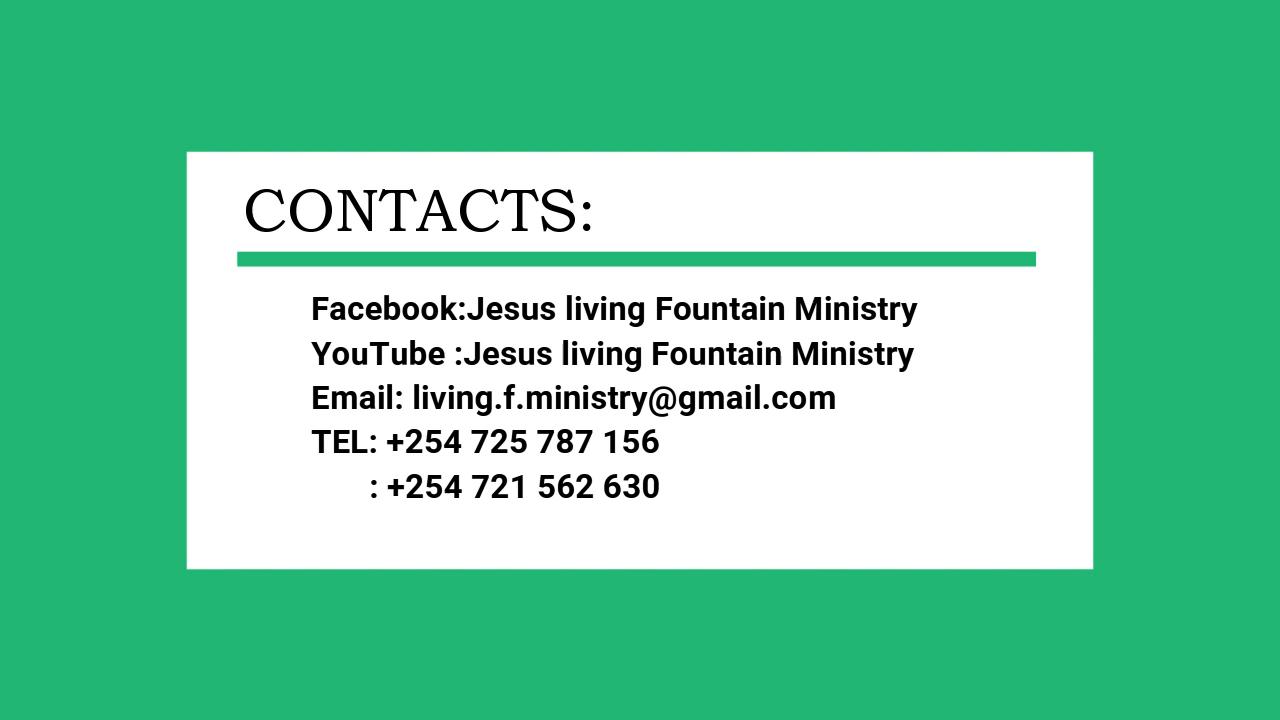 CONTACTS:
Facebook:Jesus living Fountain Ministry
YouTube :Jesus living Fountain Ministry
Email: living.f.ministry@gmail.com
TEL: +254 725 787 156
: +254 721 562 630